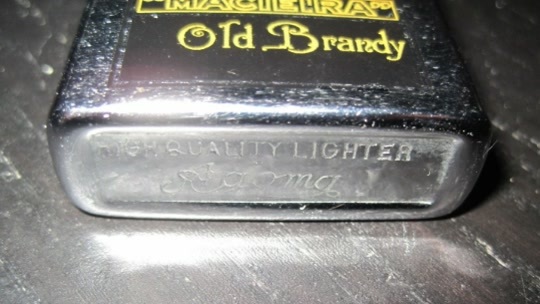 "MACIEIRA"
Old Brandy
HIGH QUALITY LIGHTER